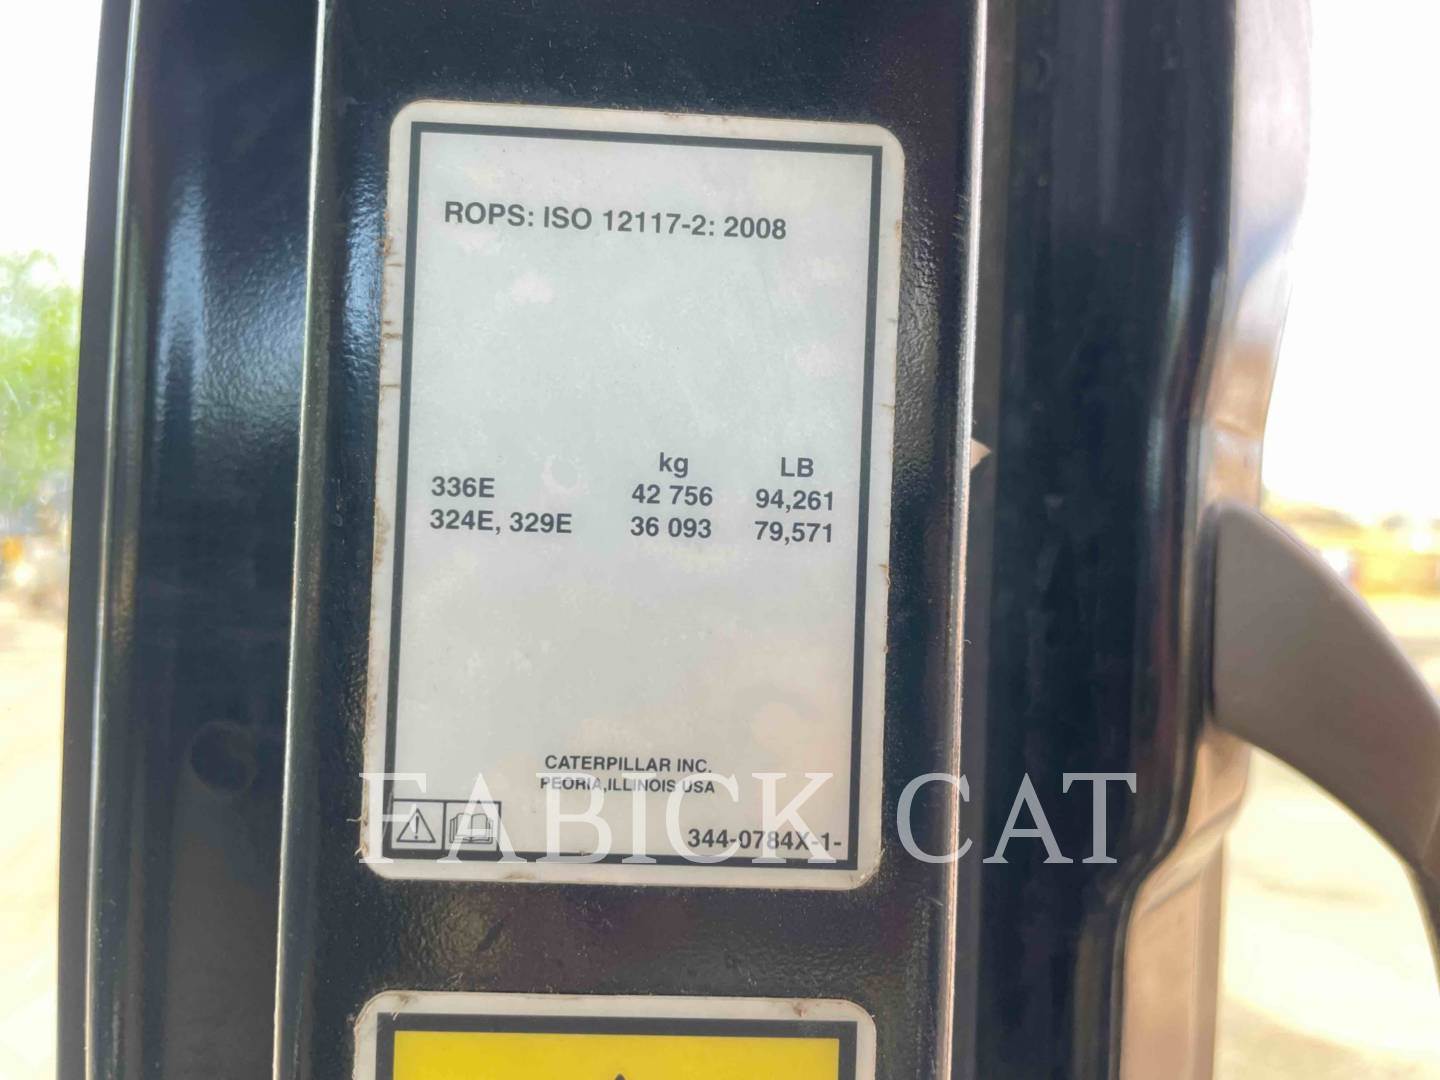 ROPS: ISO 12117-2: 2008
kg LB
336E 42 756 94,261
324E, 329E 36 093 79,571
CATERPILLAR INC.
PEORIA,ILLINOIS USA
344-0784X-1-
FABICK CAT